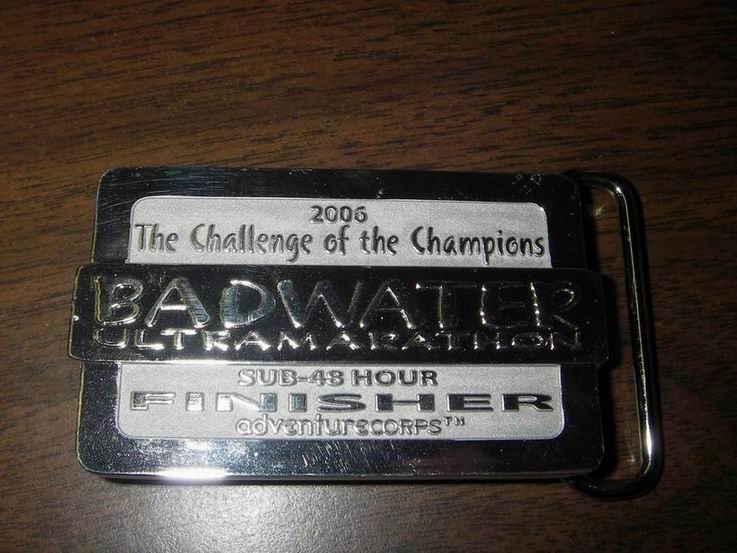 2006
The Challenge of the Champions
BADWATER
ULTRAMARATHON
SUB-48 HOUR
FINISHER
adventurecorps™